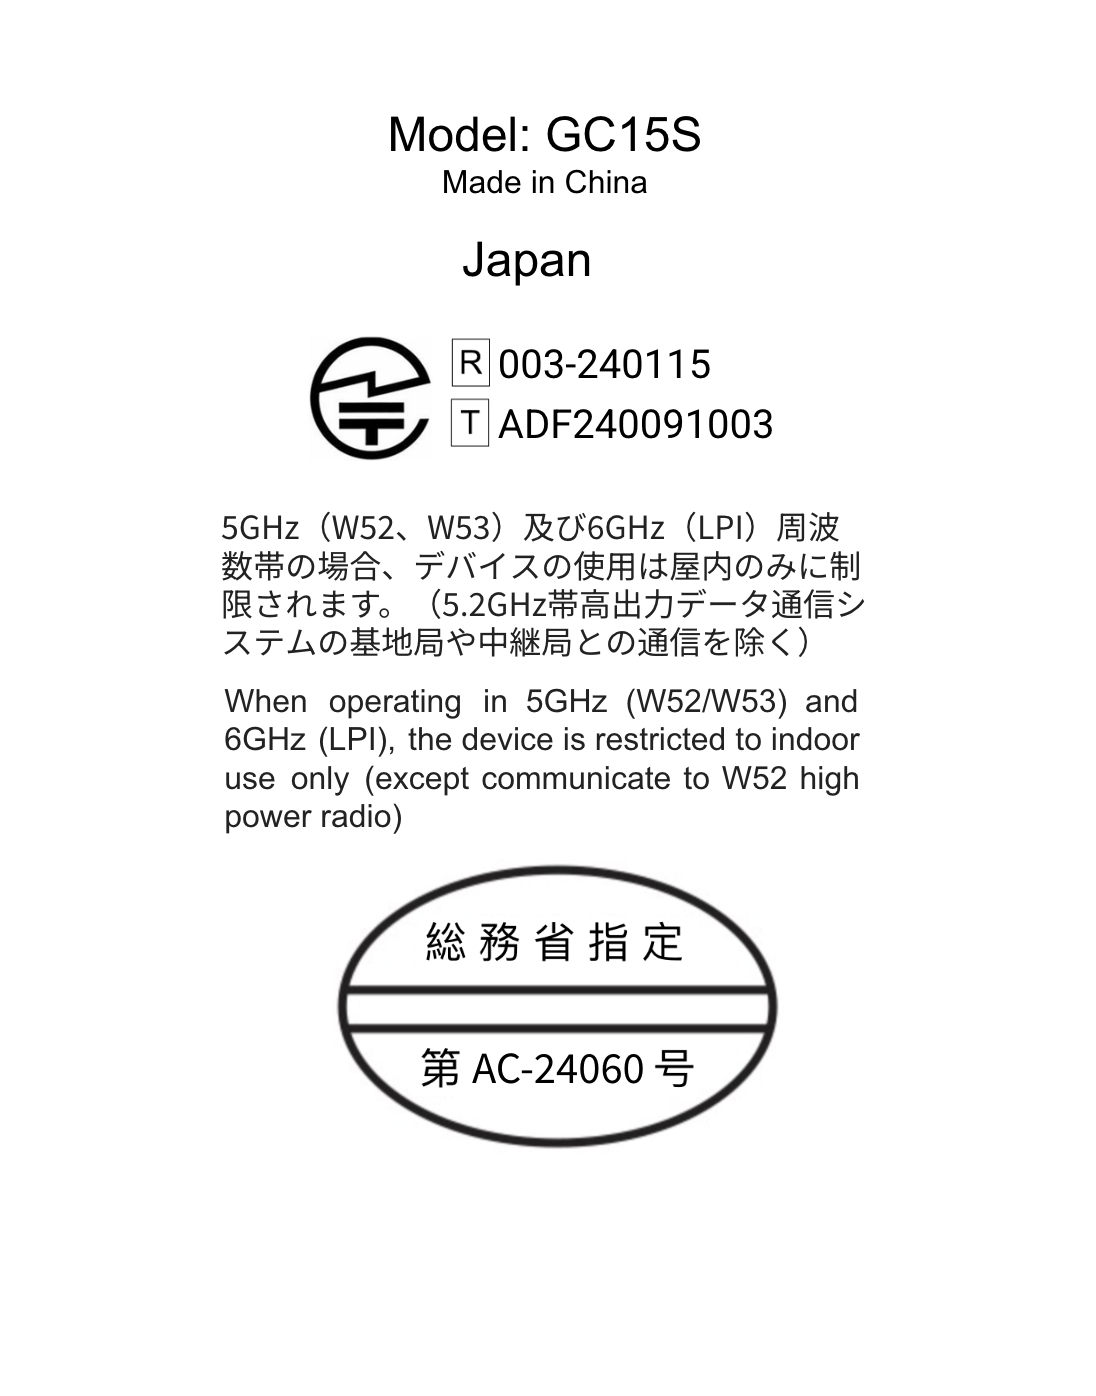 Model: GC15S
Made in China
Japan
R 003-240115
T ADF240091003
5GHz（W52、W53）及び6GHz（LPI）周波
数帯の場合、デバイスの使用は屋内のみに制
限されます。（5.2GHz帯高出力データ通信シ
ステムの基地局や中継局との通信を除く）
When operating in 5GHz (W52/W53) and
6GHz (LPI), the device is restricted to indoor
use only (except communicate to W52 high
power radio)
総務省指定
第 AC-24060 号